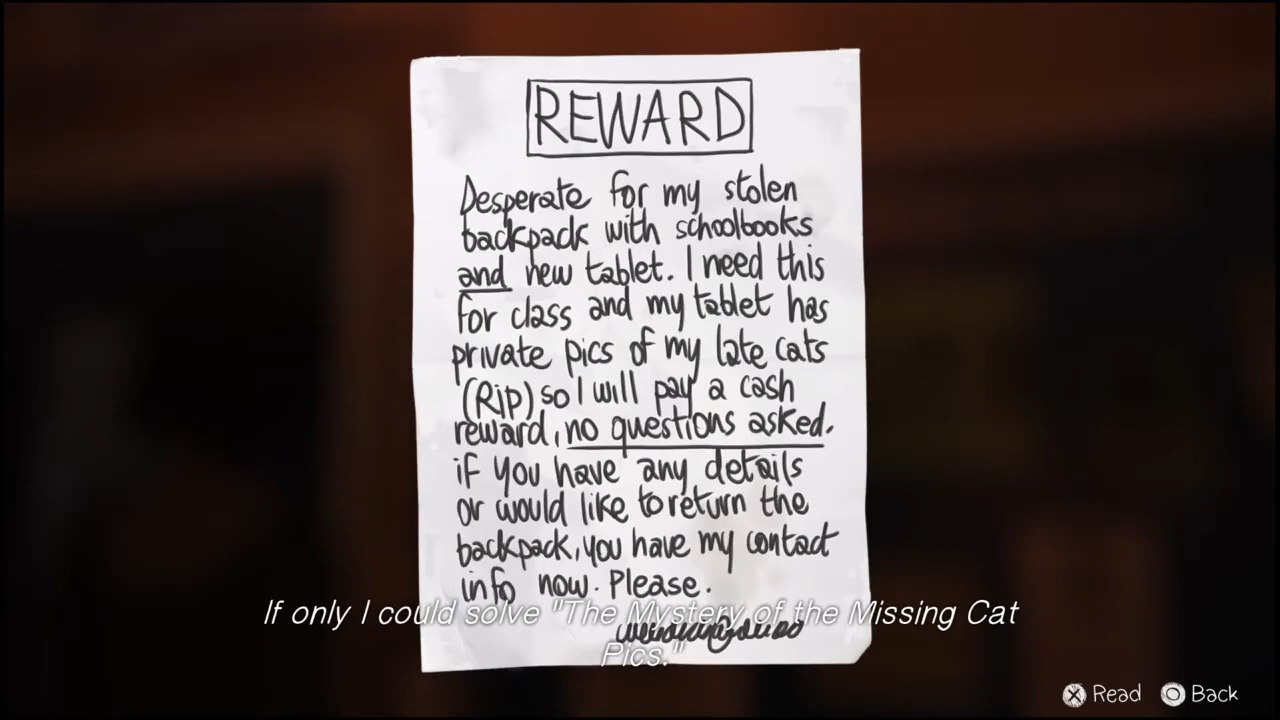 REWARD
Desperate for my stolen
backpack with schoolbooks
and new tablet. I need this
for class and my tablet has
private pics of my late cats
(RiP) so I will pay a cash
reward, no questions asked.
if you have any details
or would like to return the
backpack, you have my contact
info now. Please.
If only I could solve "The Mystery of the Missing Cat
Pics."
Read Back